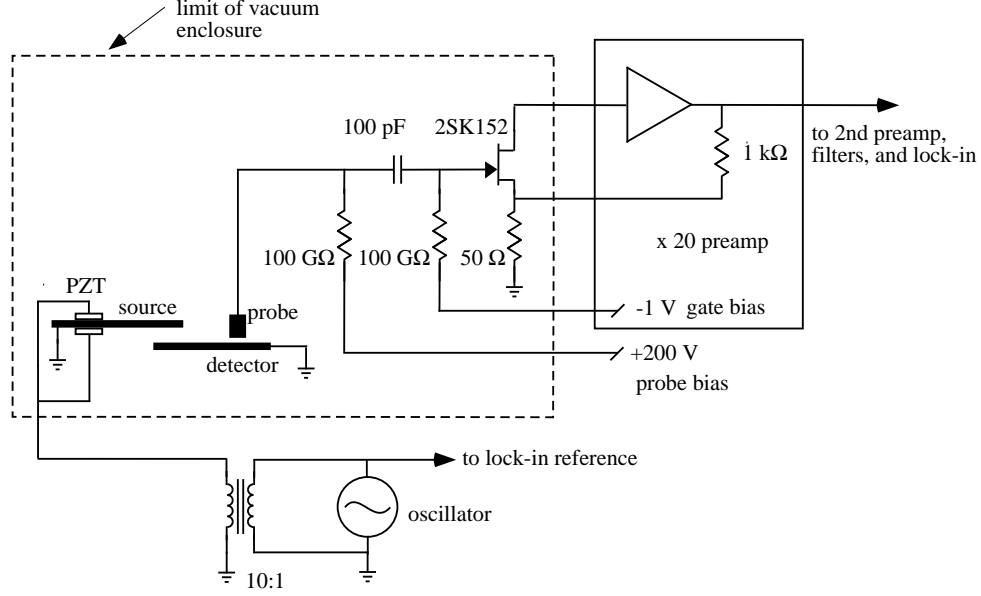 limit of vacuum
enclosure
100 pF
2SK152
to 2nd preamp,
filters, and lock-in
1 kΩ
100 GΩ
100 GΩ
50 Ω
x 20 preamp
PZT
source
probe
-1 V gate bias
detector
+200 V
probe bias
to lock-in reference
oscillator
10:1